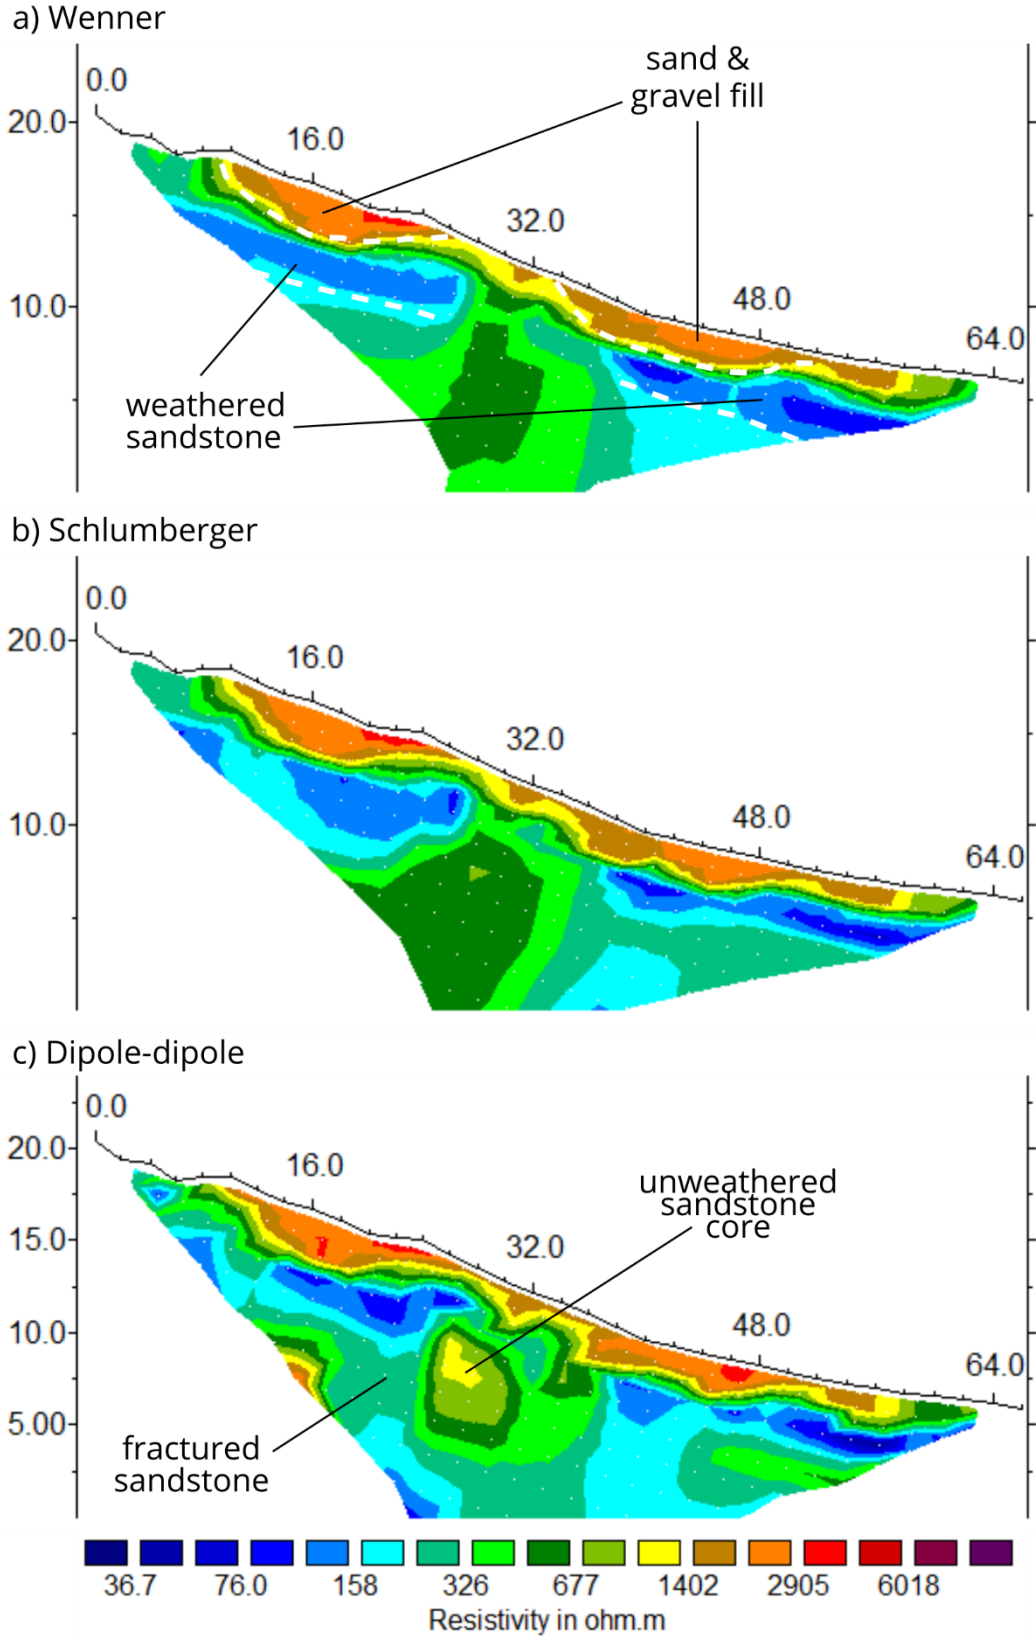 a) Wenner
sand &
gravel fill
0.0
16.0
32.0
48.0
64.0
20.0
10.0
weathered
sandstone
b) Schlumberger
0.0
16.0
32.0
48.0
64.0
20.0
10.0
c) Dipole-dipole
0.0
16.0
32.0
48.0
64.0
20.0
15.0
10.0
5.00
unweathered
sandstone
core
fractured
sandstone
36.7 76.0 158 326 677 1402 2905 6018
Resistivity in ohm.m